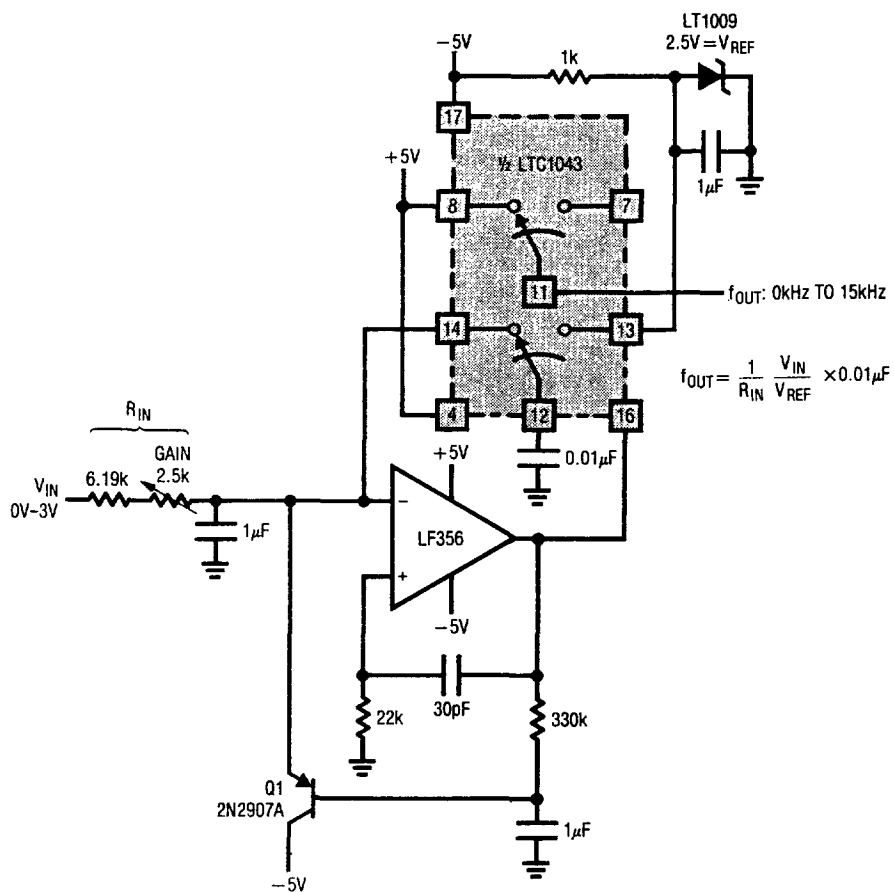 LT1009
2.5V=VREF
−5V
1k
17
+5V
½ LTC1043
1μF
8
7
11
fOUT: 0kHz TO 15kHz
14
13
fOUT = 1/RIN VIN/VREF ×0.01μF
4
12
16
RIN
GAIN
6.19k
2.5k
VIN
0V–3V
1μF
+5V
0.01μF
−
LF356
+
−5V
30pF
22k
330k
Q1
2N2907A
1μF
−5V